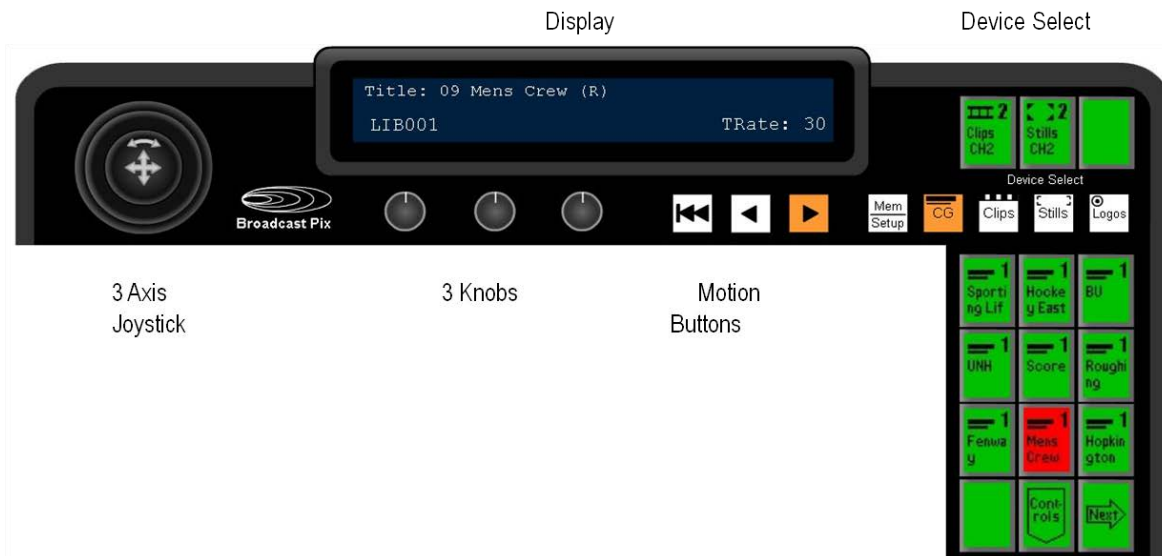 Display
Device Select
Title: 09 Mens Crew (R)
LIB001 TRate: 30
2
Clips
CH2
2
Stills
CH2
Device Select
Broadcast Pix
Mem
Setup
CG
Clips
Stills
Logos
3 Axis
Joystick
3 Knobs
Motion
Buttons
1
Sporti
ng Lif
1
Hocke
y East
1
BU
1
UNH
1
Score
1
Roughi
ng
1
Fenwa
y
1
Mens
Crew
1
Hopkin
gton
Cont-
rols
Next